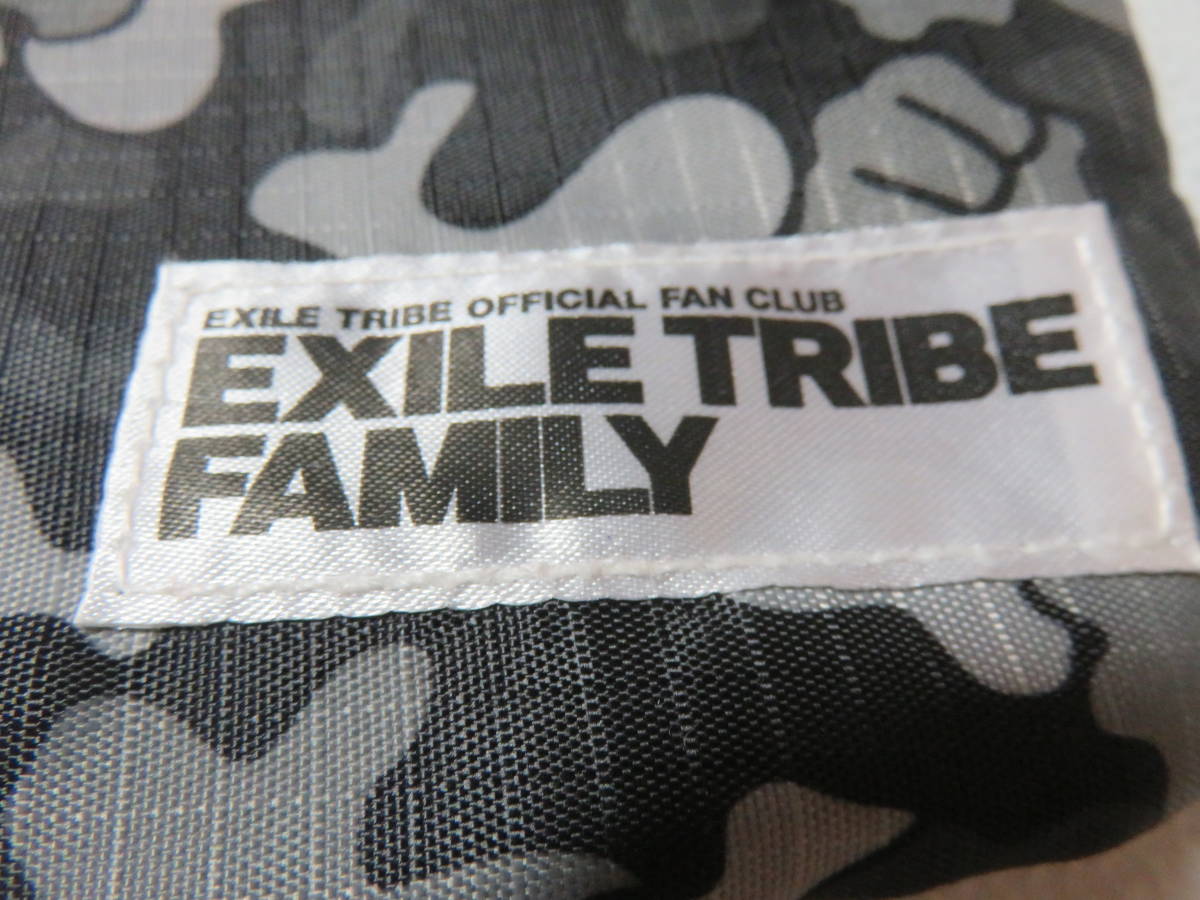 EXILE TRIBE OFFICIAL FAN CLUB
EXILE TRIBE
FAMILY